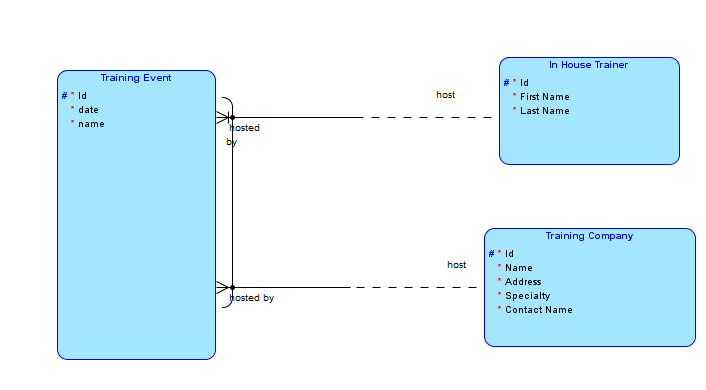 Training Event
# * Id
* date
* name
hosted
by
hosted by
host
host
In House Trainer
# * Id
* First Name
* Last Name
Training Company
# * Id
* Name
* Address
* Specialty
* Contact Name